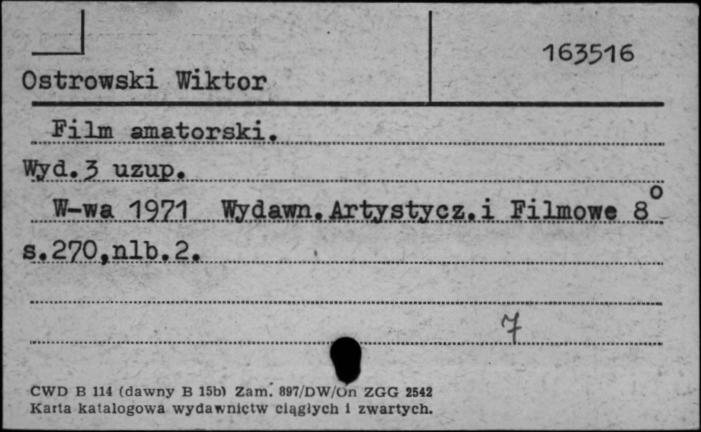 163516
Ostrowski Wiktor
Film amatorski.
Wyd.3 uzup.
W-wa 1971 Wydawn.Artystycz.i Filmowe 8°
s.270,nlb.2.
7
CWD B 114 (dawny B 15b) Zam. 897/DW/On ZGG 2542
Karta katalogowa wydawnictw ciągłych i zwartych.